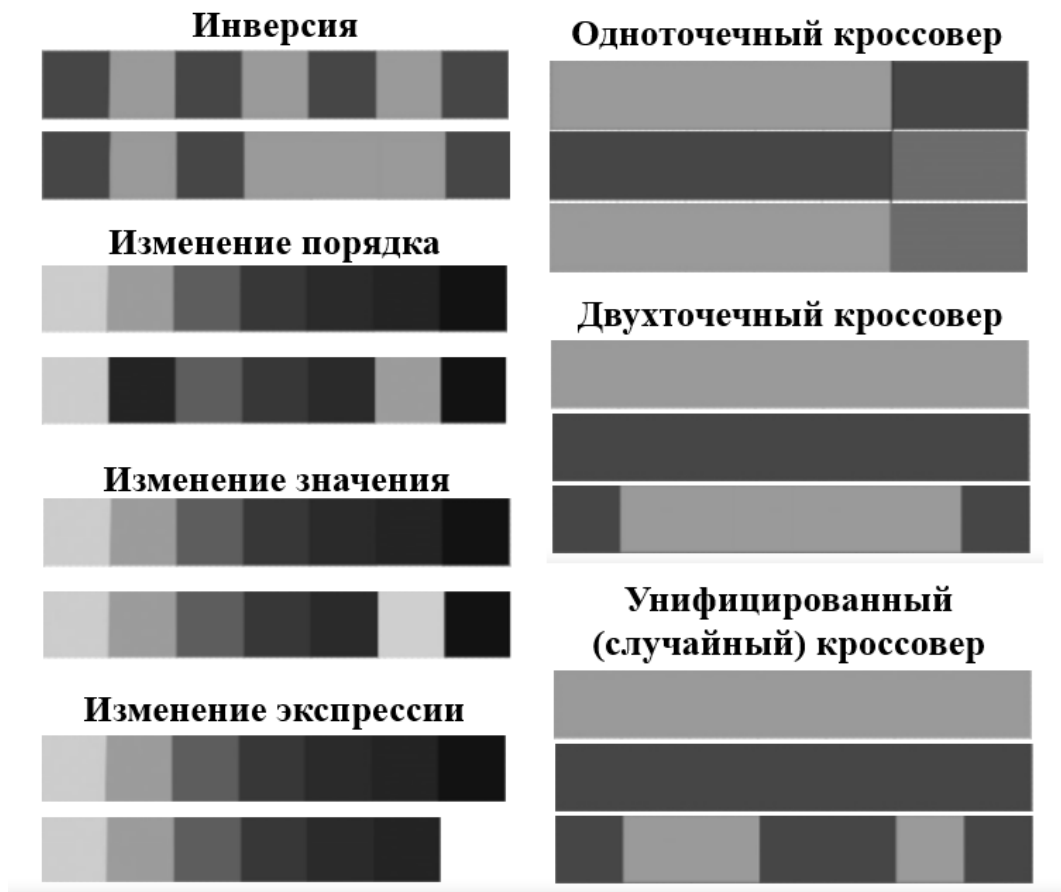 Инверсия
Изменение порядка
Изменение значения
Изменение экспрессии
Одноточечный кроссовер
Двухточечный кроссовер
Унифицированный
(случайный) кроссовер